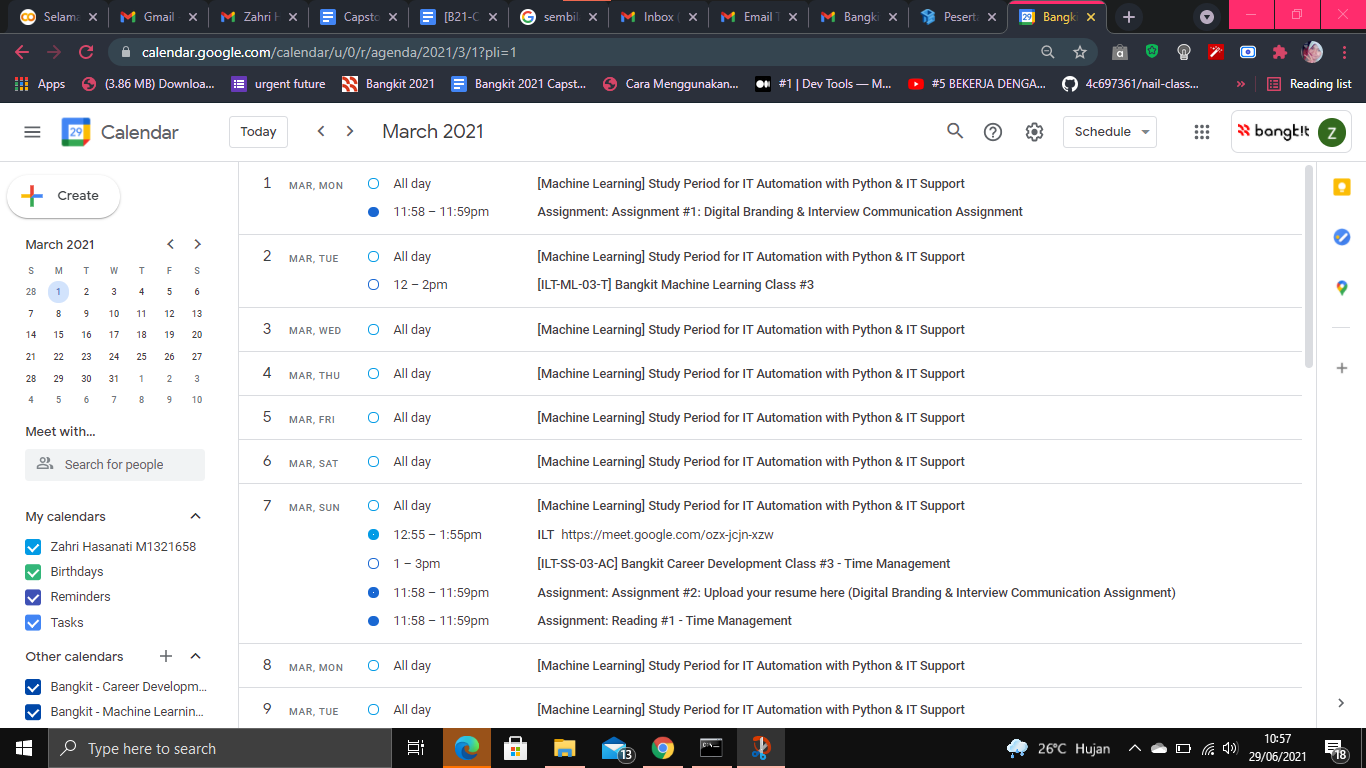 Selama
Gmail
Zahri H
Capsto
[B21-C
sembil
Inbox (
Email T
Bangki
Pesert
Bangk
calendar.google.com/calendar/u/0/r/agenda/2021/3/1?pli=1
Apps
(3.86 MB) Downloa...
urgent future
Bangkit 2021
Bangkit 2021 Capst...
Cara Menggunakan...
#1 | Dev Tools — M...
#5 BEKERJA DENGA...
4c697361/nail-class...
»
Reading list
29 Calendar
Today
March 2021
Schedule
bangk!t
Z
Create
March 2021
S M T W T F S
28 1 2 3 4 5 6
7 8 9 10 11 12 13
14 15 16 17 18 19 20
21 22 23 24 25 26 27
28 29 30 31 1 2 3
4 5 6 7 8 9 10
Meet with...
Search for people
My calendars
Zahri Hasanati M1321658
Birthdays
Reminders
Tasks
Other calendars
Bangkit - Career Developm...
Bangkit - Machine Learnin...
1 MAR, MON All day [Machine Learning] Study Period for IT Automation with Python & IT Support
11:58 – 11:59pm Assignment: Assignment #1: Digital Branding & Interview Communication Assignment
2 MAR, TUE All day [Machine Learning] Study Period for IT Automation with Python & IT Support
12 – 2pm [ILT-ML-03-T] Bangkit Machine Learning Class #3
3 MAR, WED All day [Machine Learning] Study Period for IT Automation with Python & IT Support
4 MAR, THU All day [Machine Learning] Study Period for IT Automation with Python & IT Support
5 MAR, FRI All day [Machine Learning] Study Period for IT Automation with Python & IT Support
6 MAR, SAT All day [Machine Learning] Study Period for IT Automation with Python & IT Support
7 MAR, SUN All day [Machine Learning] Study Period for IT Automation with Python & IT Support
12:55 – 1:55pm ILT https://meet.google.com/ozx-jcjn-xzw
1 – 3pm [ILT-SS-03-AC] Bangkit Career Development Class #3 - Time Management
11:58 – 11:59pm Assignment: Assignment #2: Upload your resume here (Digital Branding & Interview Communication Assignment)
11:58 – 11:59pm Assignment: Reading #1 - Time Management
8 MAR, MON All day [Machine Learning] Study Period for IT Automation with Python & IT Support
9 MAR, TUE All day [Machine Learning] Study Period for IT Automation with Python & IT Support
Type here to search
13
26°C Hujan
10:57
29/06/2021
18